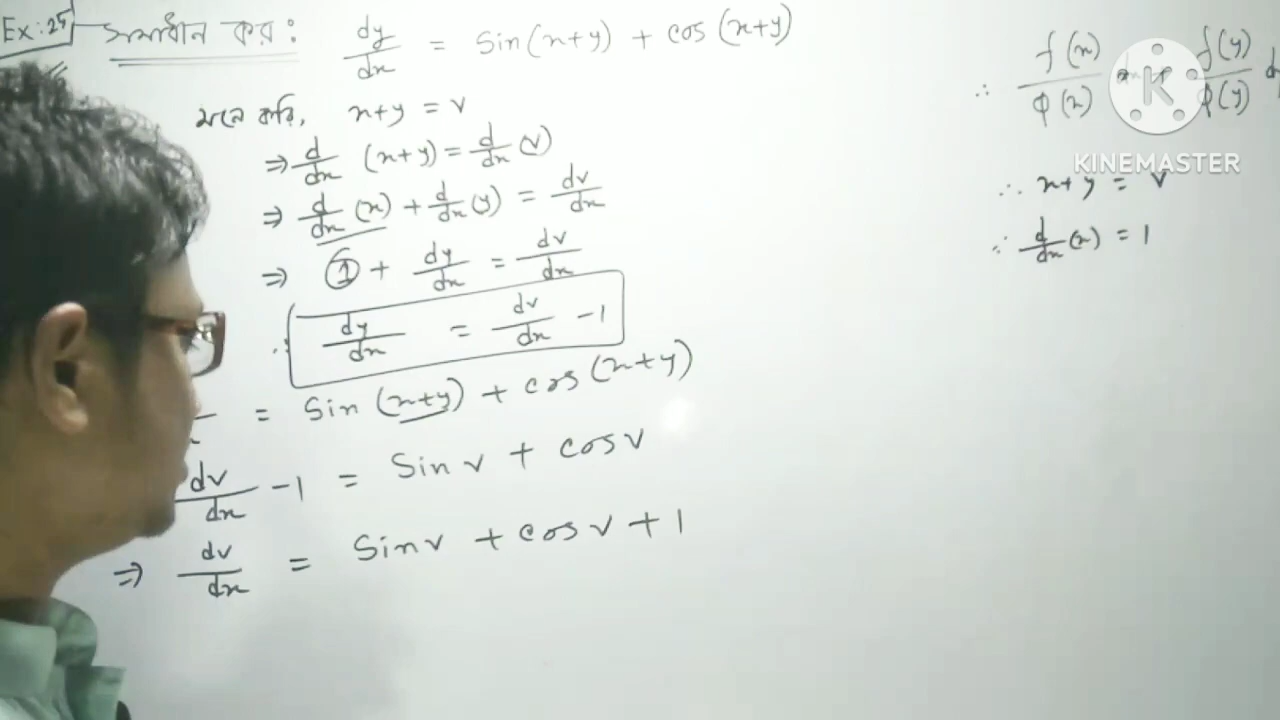 Ex: 25 সমাধান কর : dy/dx = Sin(x+y) + cos(x+y)
মনে করি, x+y = v
⇒ d/dx (x+y) = d/dx (v)
⇒ d/dx (x) + d/dx (y) = dv/dx
⇒ 1 + dy/dx = dv/dx
∴ dy/dx = dv/dx - 1
= Sin (x+y) + cos (x+y)
dv/dx - 1 = Sin v + cos v
⇒ dv/dx = Sin v + cos v + 1
∴ f(x)/φ(x) f(y)/φ(y)
KINEMASTER
∴ x+y = v
∴ d/dx (x) = 1